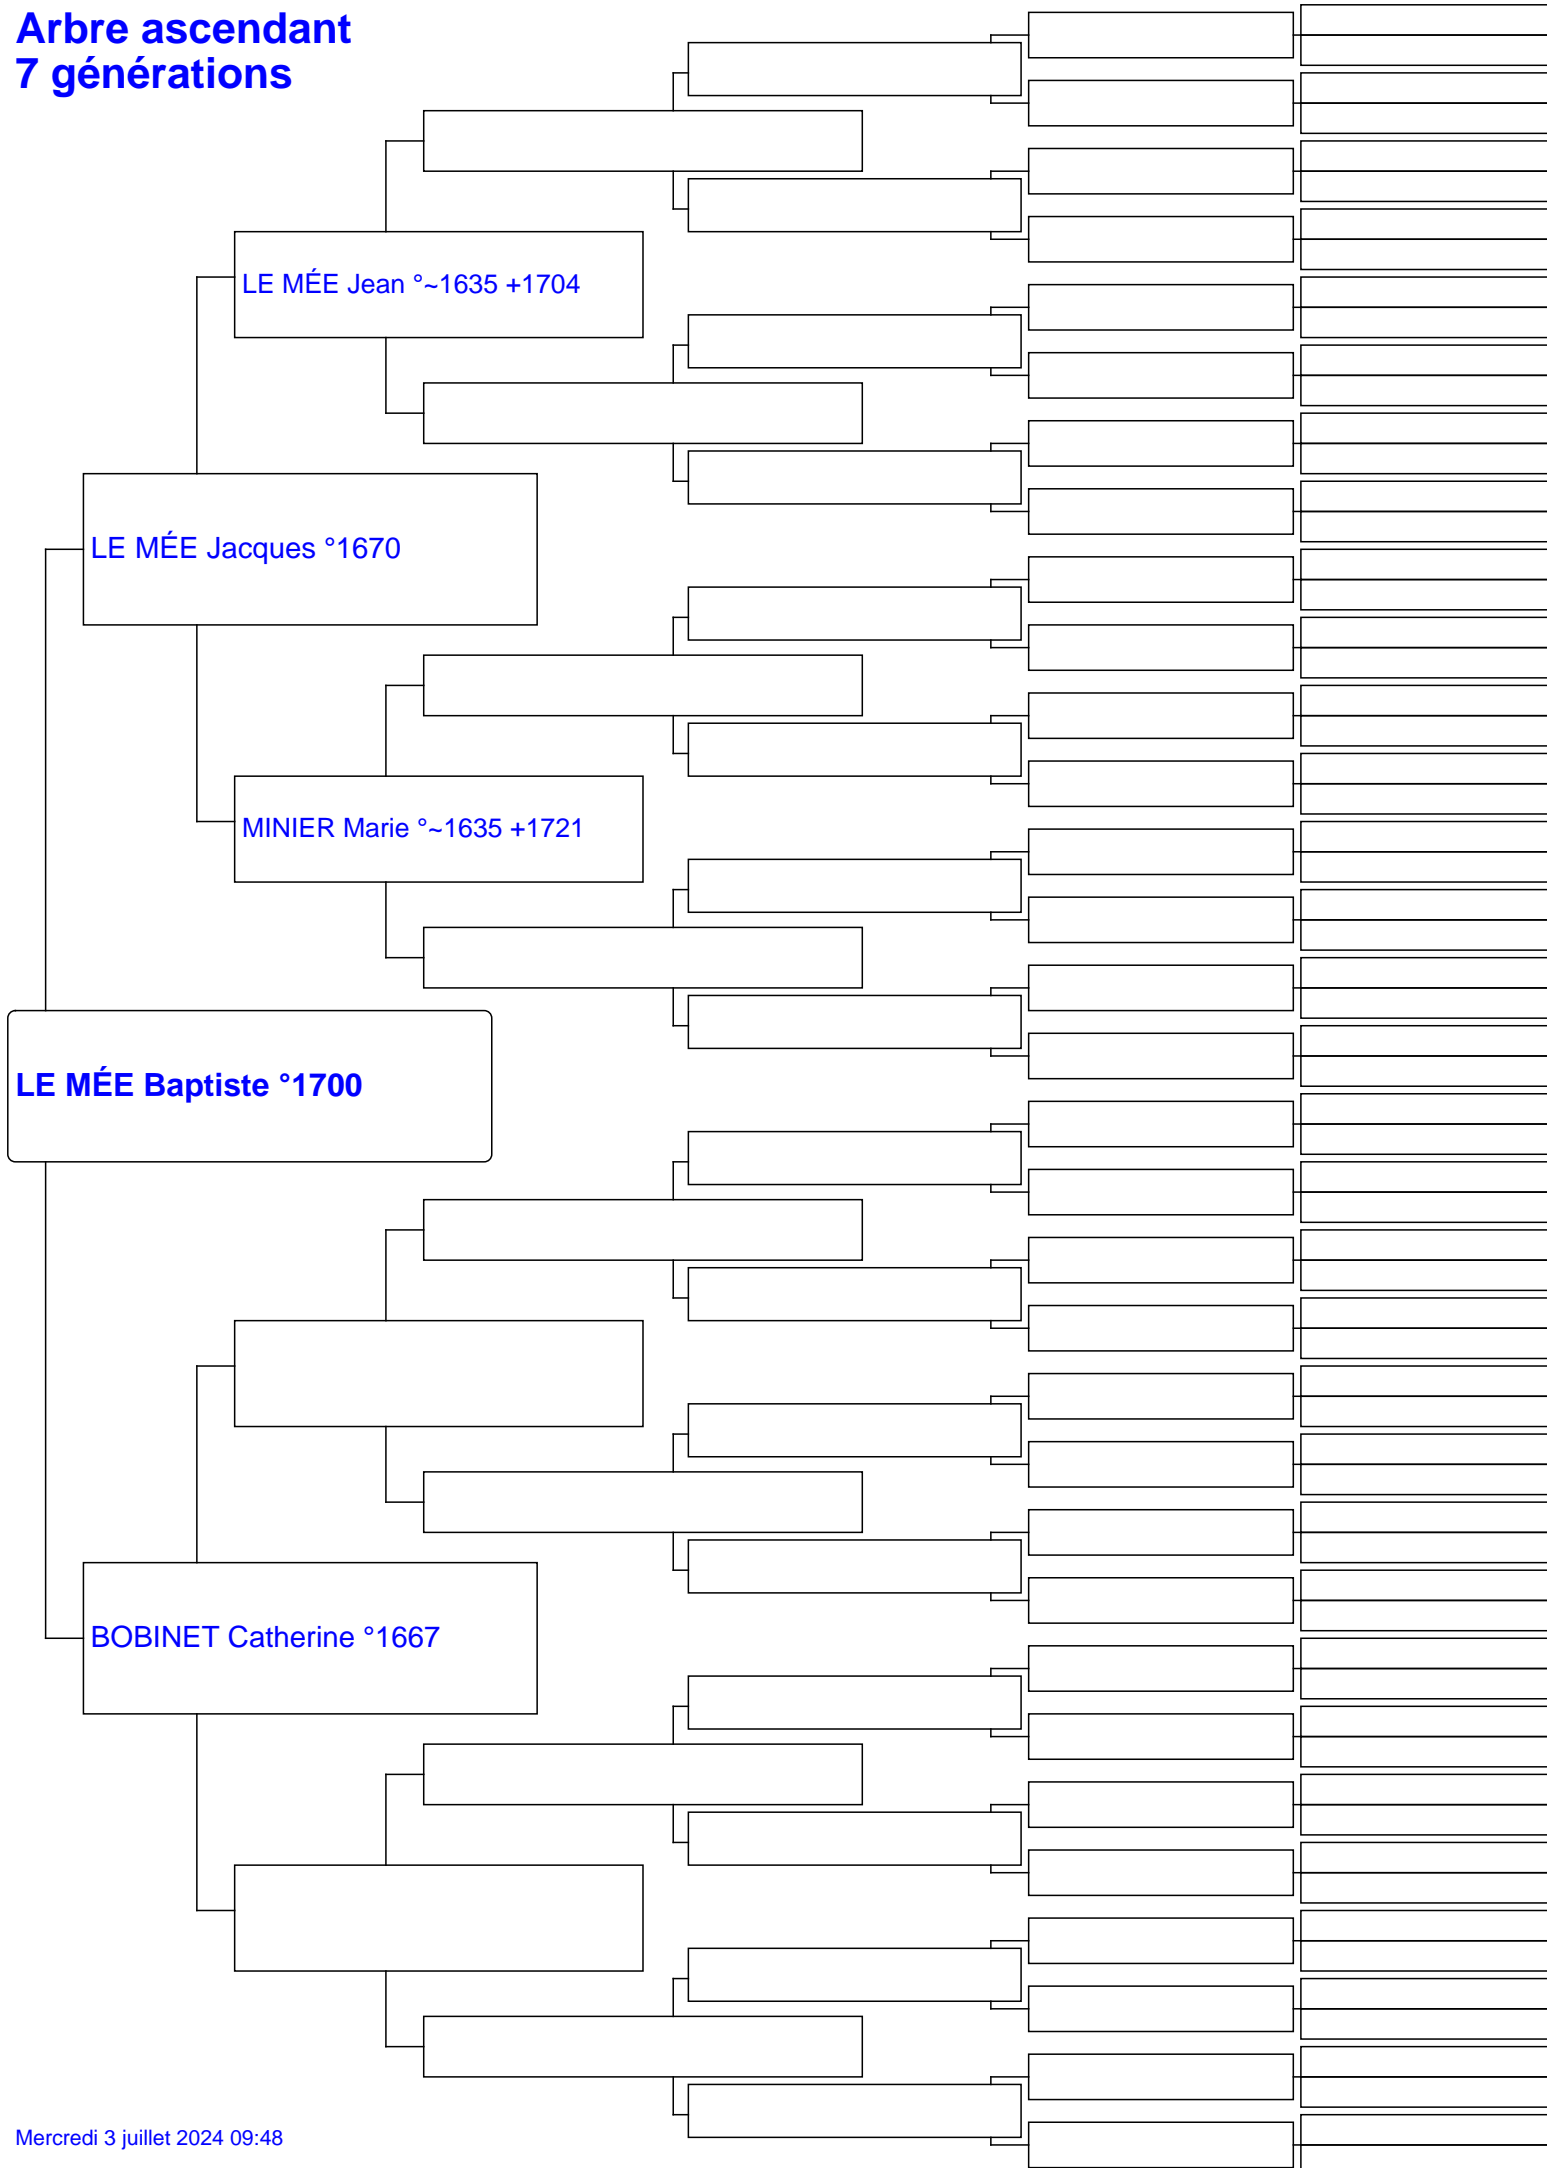 Arbre ascendant
7 générations
LE MÉE Jean °~1635 +1704
LE MÉE Jacques °1670
MINIER Marie °~1635 +1721
LE MÉE Baptiste °1700
BOBINET Catherine °1667
Mercredi 3 juillet 2024 09:48